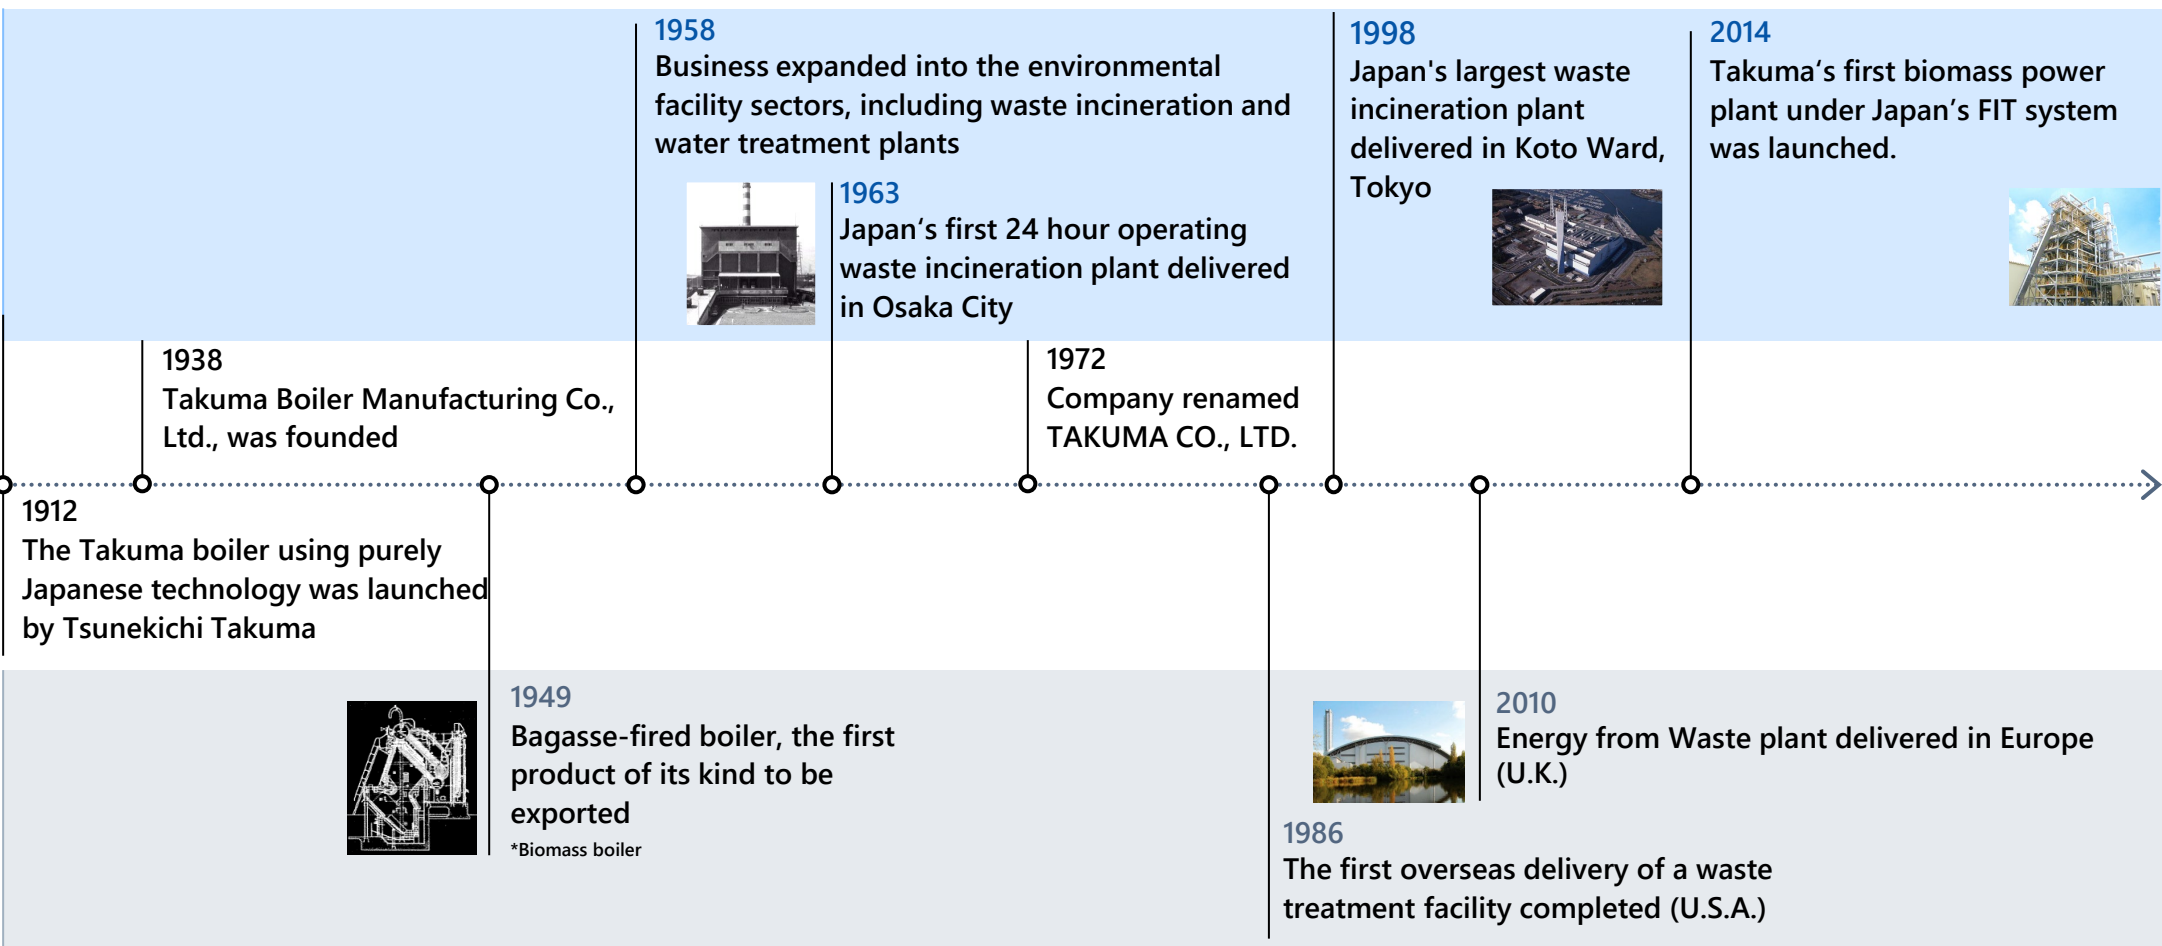 1958
Business expanded into the environmental
facility sectors, including waste incineration and
water treatment plants
1963
Japan‘s first 24 hour operating
waste incineration plant delivered
in Osaka City
1998
Japan's largest waste
incineration plant
delivered in Koto Ward,
Tokyo
2014
Takuma‘s first biomass power
plant under Japan’s FIT system
was launched.
1938
Takuma Boiler Manufacturing Co.,
Ltd., was founded
1972
Company renamed
TAKUMA CO., LTD.
1912
The Takuma boiler using purely
Japanese technology was launched
by Tsunekichi Takuma
1949
Bagasse-fired boiler, the first
product of its kind to be
exported
*Biomass boiler
2010
Energy from Waste plant delivered in Europe
(U.K.)
1986
The first overseas delivery of a waste
treatment facility completed (U.S.A.)